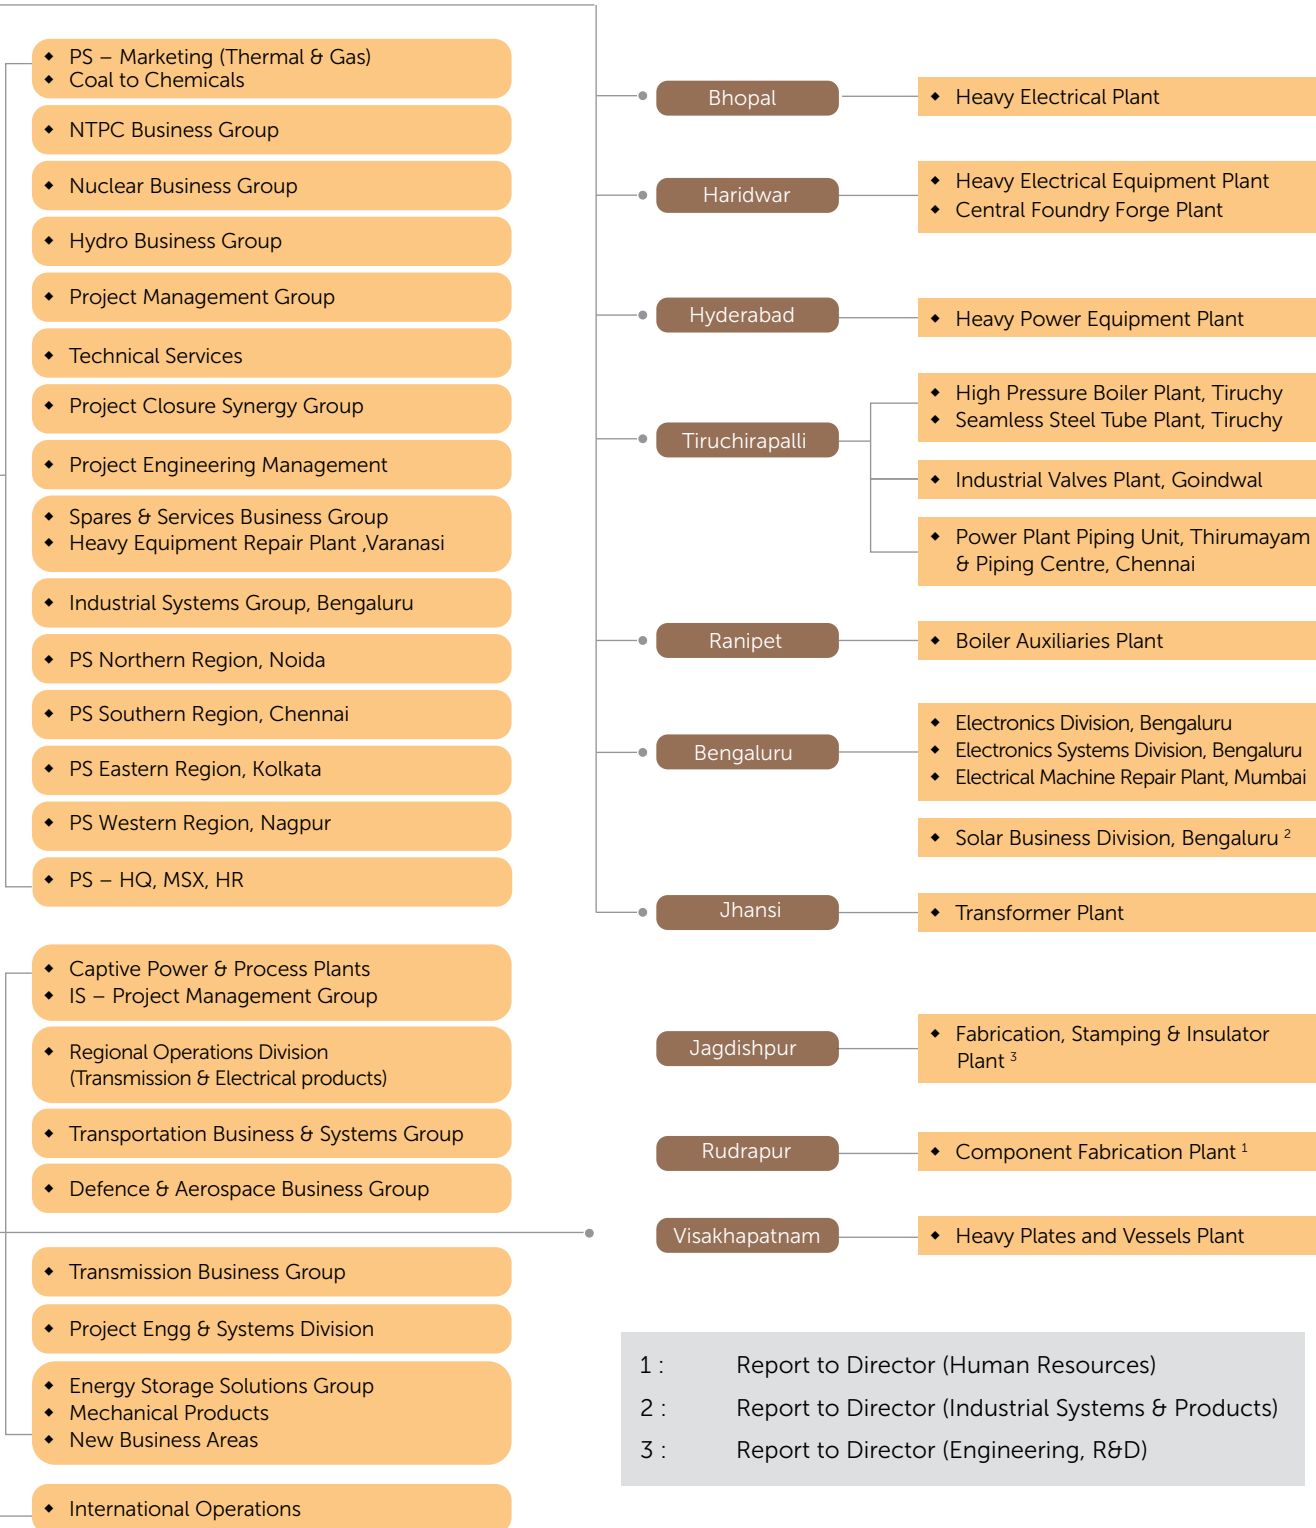 PS – Marketing (Thermal & Gas)
Coal to Chemicals
NTPC Business Group
Nuclear Business Group
Hydro Business Group
Project Management Group
Technical Services
Project Closure Synergy Group
Project Engineering Management
Spares & Services Business Group
Heavy Equipment Repair Plant ,Varanasi
Industrial Systems Group, Bengaluru
PS Northern Region, Noida
PS Southern Region, Chennai
PS Eastern Region, Kolkata
PS Western Region, Nagpur
PS – HQ, MSX, HR
Captive Power & Process Plants
IS – Project Management Group
Regional Operations Division
(Transmission & Electrical products)
Transportation Business & Systems Group
Defence & Aerospace Business Group
Transmission Business Group
Project Engg & Systems Division
Energy Storage Solutions Group
Mechanical Products
New Business Areas
International Operations
Bhopal
Heavy Electrical Plant
Haridwar
Heavy Electrical Equipment Plant
Central Foundry Forge Plant
Hyderabad
Heavy Power Equipment Plant
Tiruchirapalli
High Pressure Boiler Plant, Tiruchy
Seamless Steel Tube Plant, Tiruchy
Industrial Valves Plant, Goindwal
Power Plant Piping Unit, Thirumayam
& Piping Centre, Chennai
Ranipet
Boiler Auxiliaries Plant
Bengaluru
Electronics Division, Bengaluru
Electronics Systems Division, Bengaluru
Electrical Machine Repair Plant, Mumbai
Solar Business Division, Bengaluru 2
Jhansi
Transformer Plant
Jagdishpur
Fabrication, Stamping & Insulator
Plant 3
Rudrapur
Component Fabrication Plant 1
Visakhapatnam
Heavy Plates and Vessels Plant
1 : Report to Director (Human Resources)
2 : Report to Director (Industrial Systems & Products)
3 : Report to Director (Engineering, R&D)